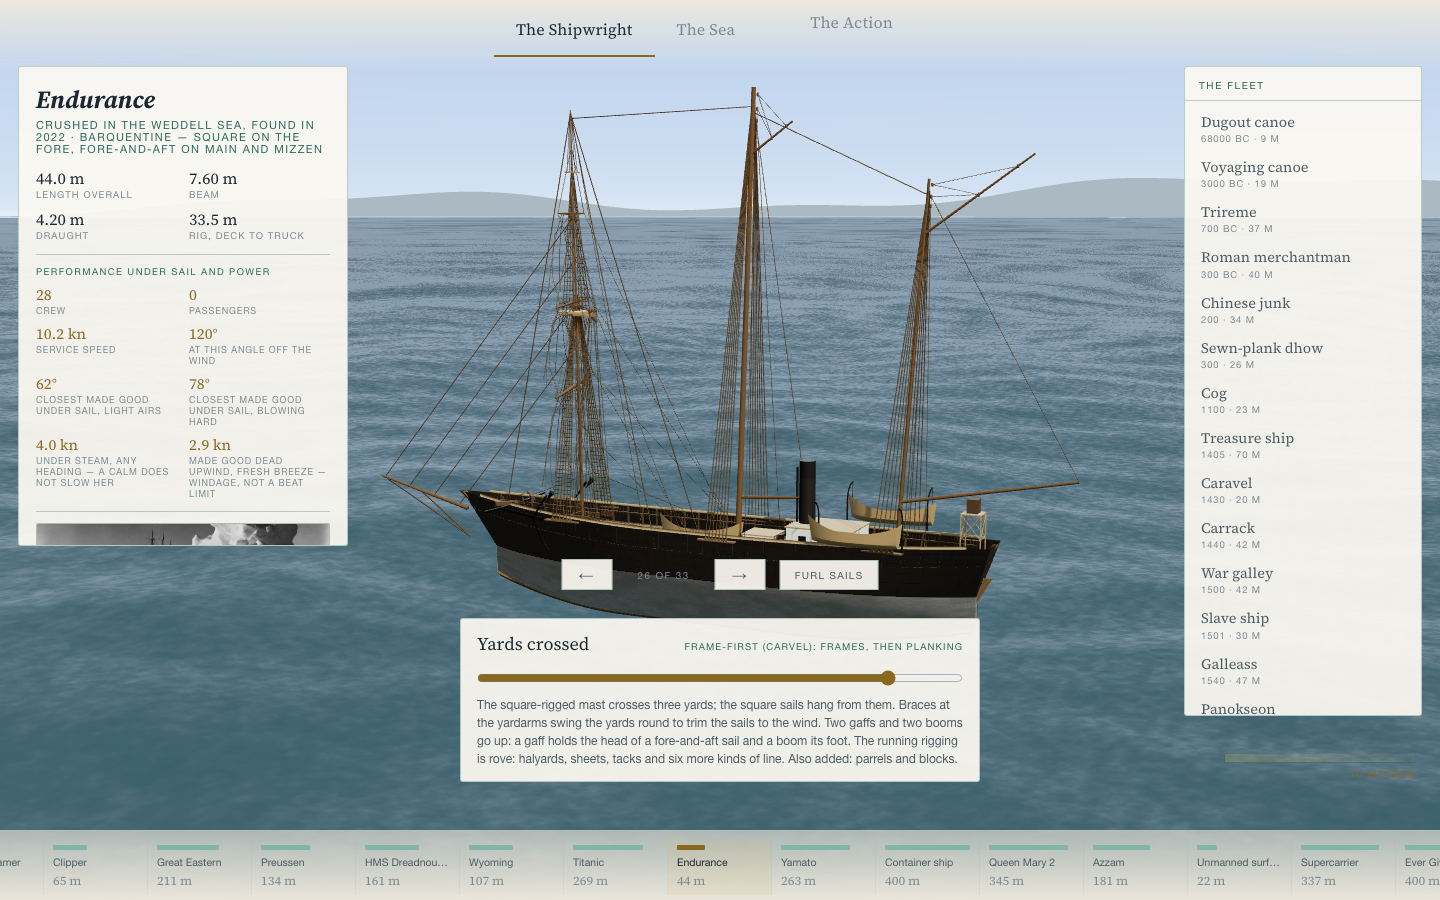 The Shipwright
The Sea
The Action
Endurance
CRUSHED IN THE WEDDELL SEA, FOUND IN
2022 · BARQUENTINE — SQUARE ON THE
FORE, FORE-AND-AFT ON MAIN AND MIZZEN
44.0 m
LENGTH OVERALL
7.60 m
BEAM
4.20 m
DRAUGHT
33.5 m
RIG, DECK TO TRUCK
PERFORMANCE UNDER SAIL AND POWER
28
CREW
0
PASSENGERS
10.2 kn
SERVICE SPEED
120°
AT THIS ANGLE OFF THE
WIND
62°
CLOSEST MADE GOOD
UNDER SAIL, LIGHT AIRS
78°
CLOSEST MADE GOOD
UNDER SAIL, BLOWING
HARD
4.0 kn
UNDER STEAM, ANY
HEADING — A CALM DOES
NOT SLOW HER
2.9 kn
MADE GOOD DEAD
UPWIND, FRESH BREEZE —
WINDAGE, NOT A BEAT
LIMIT
THE FLEET
Dugout canoe
68000 BC · 9 M
Voyaging canoe
3000 BC · 19 M
Trireme
700 BC · 37 M
Roman merchantman
300 BC · 40 M
Chinese junk
200 · 34 M
Sewn-plank dhow
300 · 26 M
Cog
1100 · 23 M
Treasure ship
1405 · 70 M
Caravel
1430 · 20 M
Carrack
1440 · 42 M
War galley
1500 · 42 M
Slave ship
1501 · 30 M
Galleass
1540 · 47 M
Panokseon
←
26 OF 33
→
FURL SAILS
Yards crossed
FRAME-FIRST (CARVEL): FRAMES, THEN PLANKING
The square-rigged mast crosses three yards; the square sails hang from them. Braces at
the yardarms swing the yards round to trim the sails to the wind. Two gaffs and two booms
go up: a gaff holds the head of a fore-and-aft sail and a boom its foot. The running rigging
is rove: halyards, sheets, tacks and six more kinds of line. Also added: parrels and blocks.
amer
Clipper
65 m
Great Eastern
211 m
Preussen
134 m
HMS Dreadnou…
161 m
Wyoming
107 m
Titanic
269 m
Endurance
44 m
Yamato
263 m
Container ship
400 m
Queen Mary 2
345 m
Azzam
181 m
Unmanned surf…
22 m
Supercarrier
337 m
Ever Gi
400 m